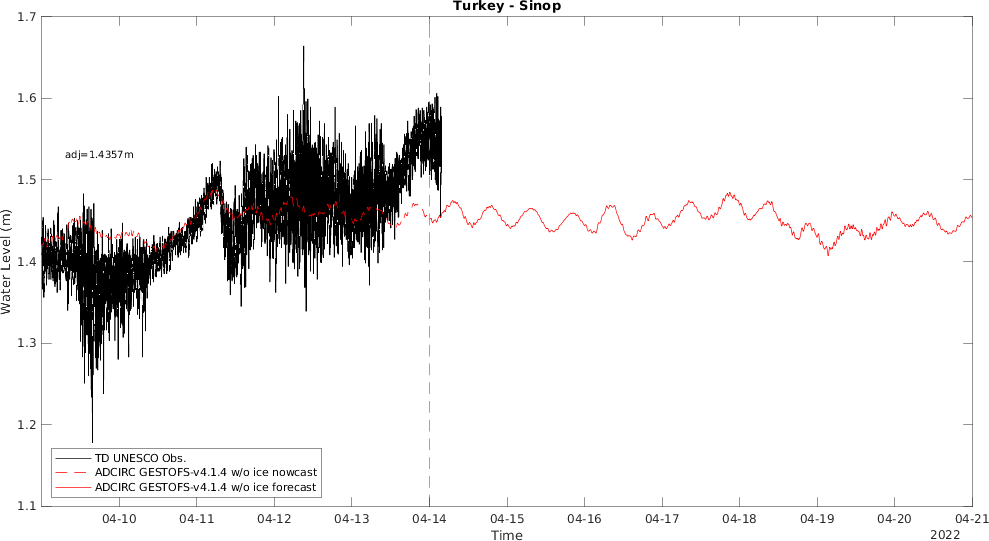 Turkey - Sinop
1.7
1.6
1.5
1.4
1.3
1.2
1.1
Water Level (m)
adj=1.4357m
TD UNESCO Obs.
ADCIRC GESTOFS-v4.1.4 w/o ice nowcast
ADCIRC GESTOFS-v4.1.4 w/o ice forecast
04-10 04-11 04-12 04-13 04-14 04-15 04-16 04-17 04-18 04-19 04-20 04-21
Time
2022